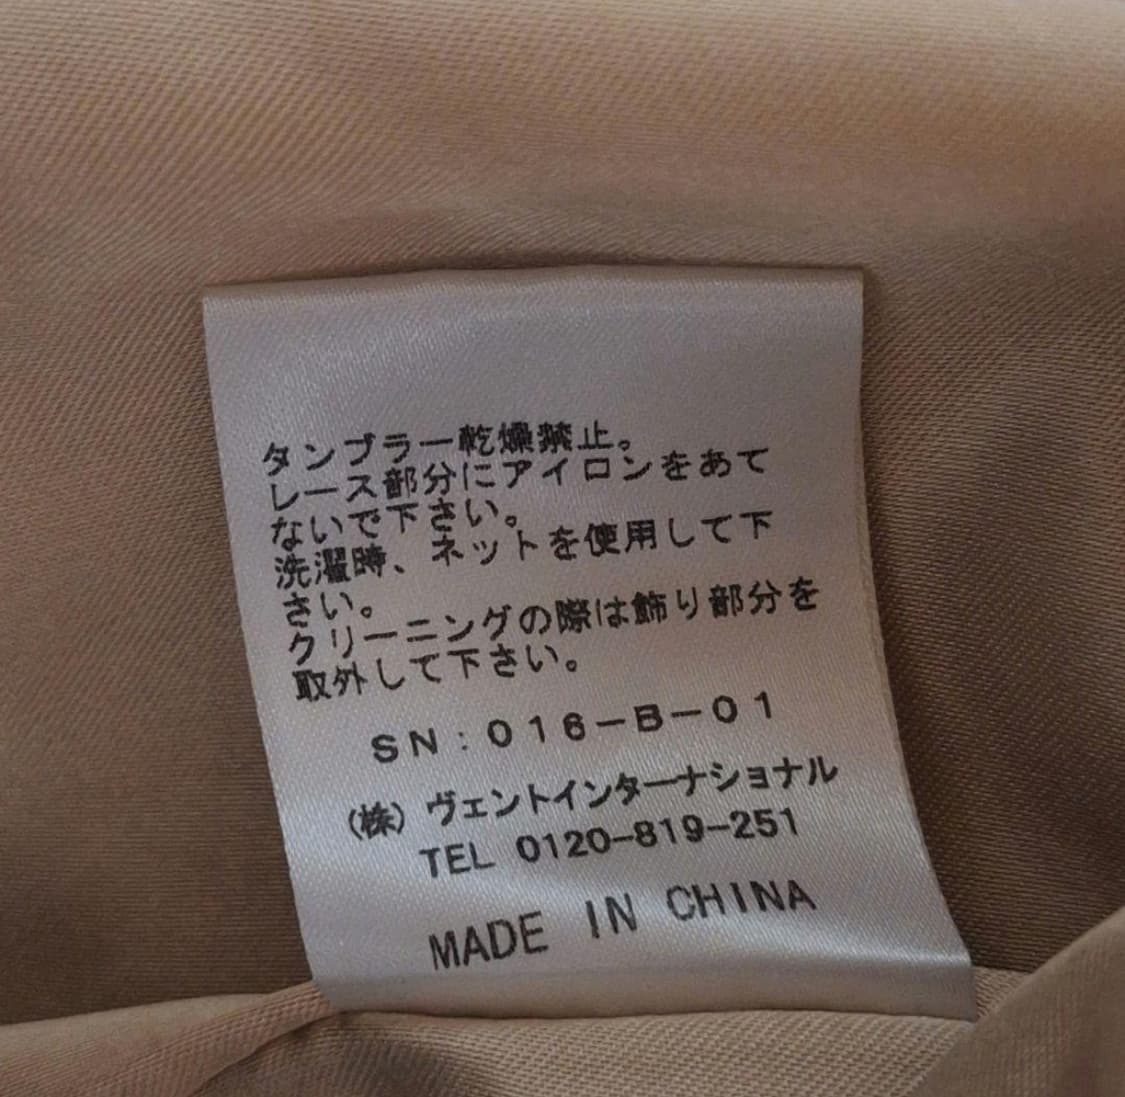 タンブラー乾燥禁止。
レース部分にアイロンをあて
ないで下さい。
洗濯時、ネットを使用して下
さい。
クリーニングの際は飾り部分を
取外して下さい。
SN:016-B-01
(株)ヴェントインターナショナル
TEL 0120-819-251
MADE IN CHINA